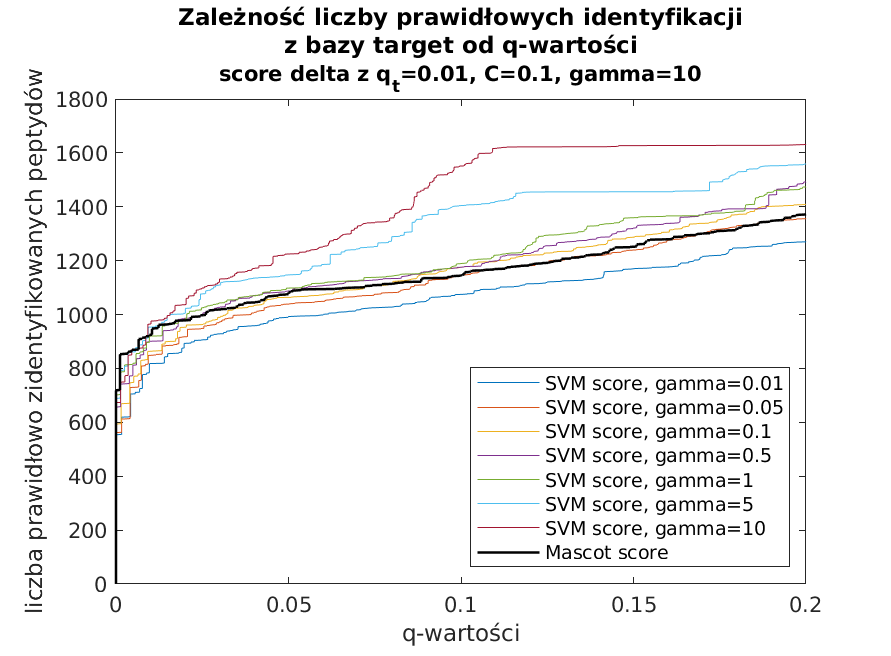 Zależność liczby prawidłowych identyfikacji
z bazy target od q-wartości
score delta z qt=0.01, C=0.1, gamma=10
liczba prawidłowo zidentyfikowanych peptydów
1800
1600
1400
1200
1000
800
600
400
200
0
SVM score, gamma=0.01
SVM score, gamma=0.05
SVM score, gamma=0.1
SVM score, gamma=0.5
SVM score, gamma=1
SVM score, gamma=5
SVM score, gamma=10
Mascot score
0 0.05 0.1 0.15 0.2
q-wartości